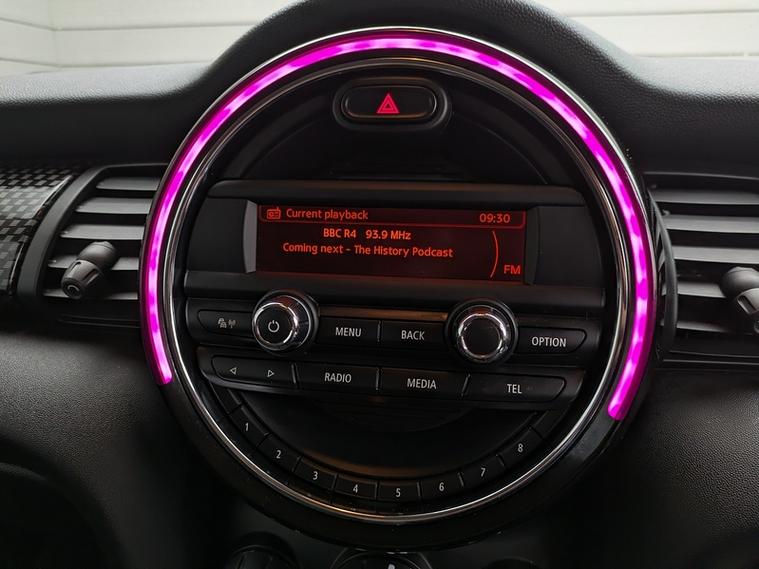 Current playback 09:30
BBC R4 93.9 MHz
Coming next - The History Podcast
FM
MENU BACK
OPTION
RADIO MEDIA TEL
1 2 3 4 5 6 7 8